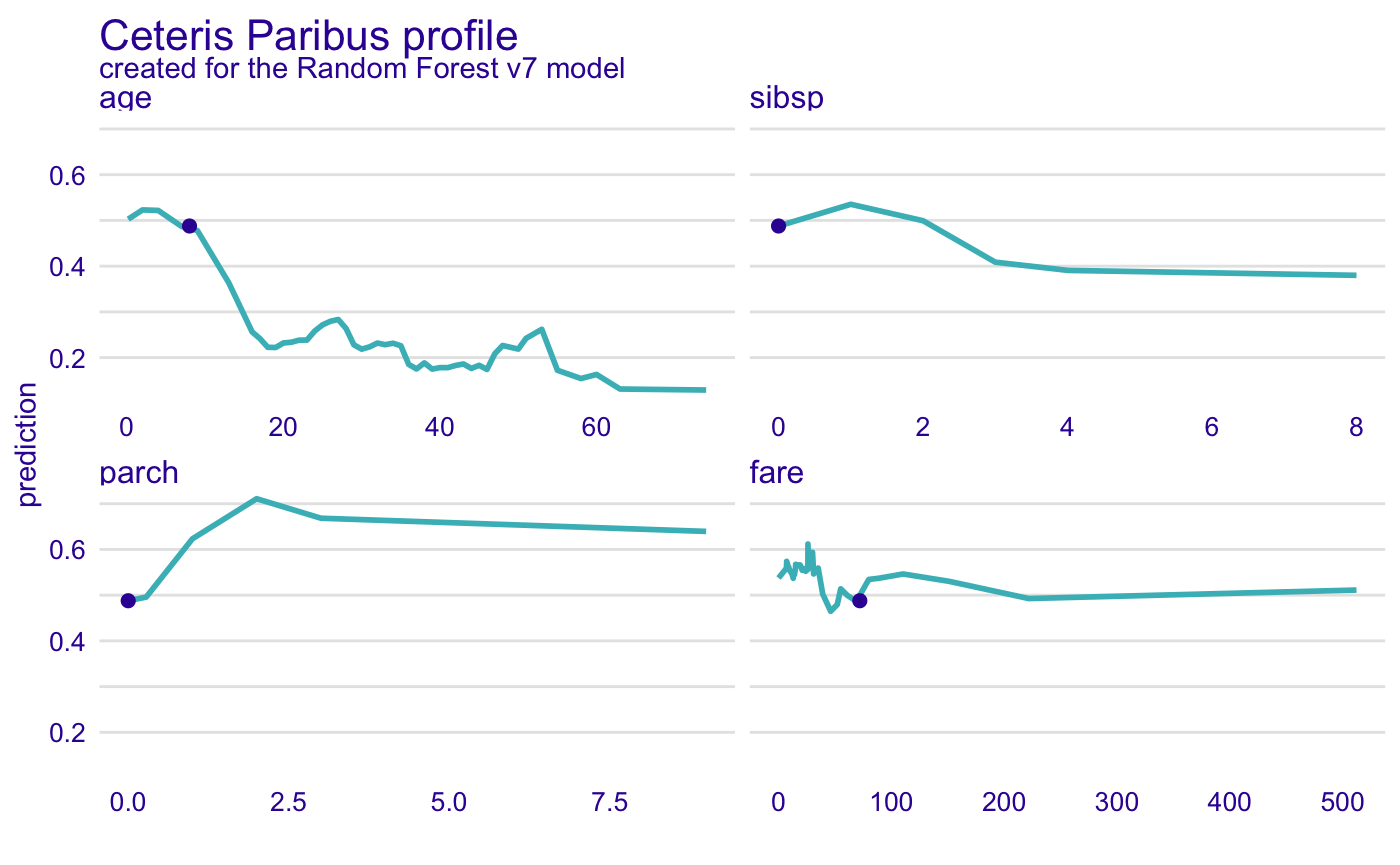 Ceteris Paribus profile
created for the Random Forest v7 model
age
sibsp
0.6
0.4
0.2
0 20 40 60
0 2 4 6 8
prediction
parch
fare
0.6
0.4
0.2
0.0 2.5 5.0 7.5
0 100 200 300 400 500